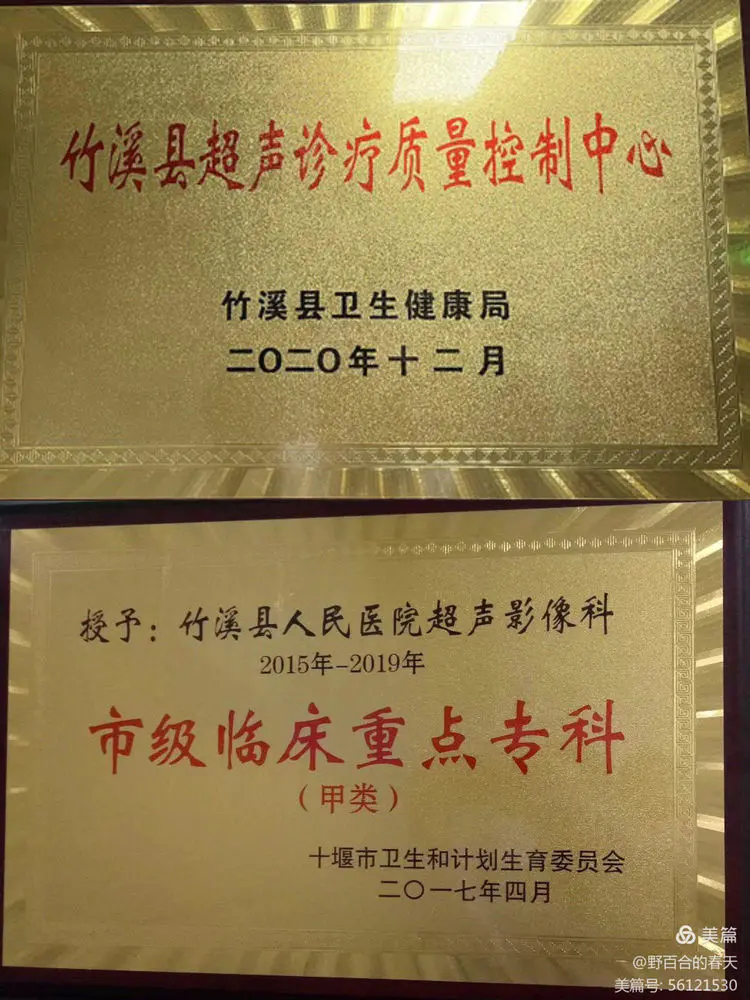 竹溪县超声诊疗质量控制中心
竹溪县卫生健康局
二〇二〇年十二月
授予：竹溪县人民医院超声影像科
2015年-2019年
市级临床重点专科
（甲类）
十堰市卫生和计划生育委员会
二〇一七年四月
美篇
@野百合的春天
美篇号: 56121530